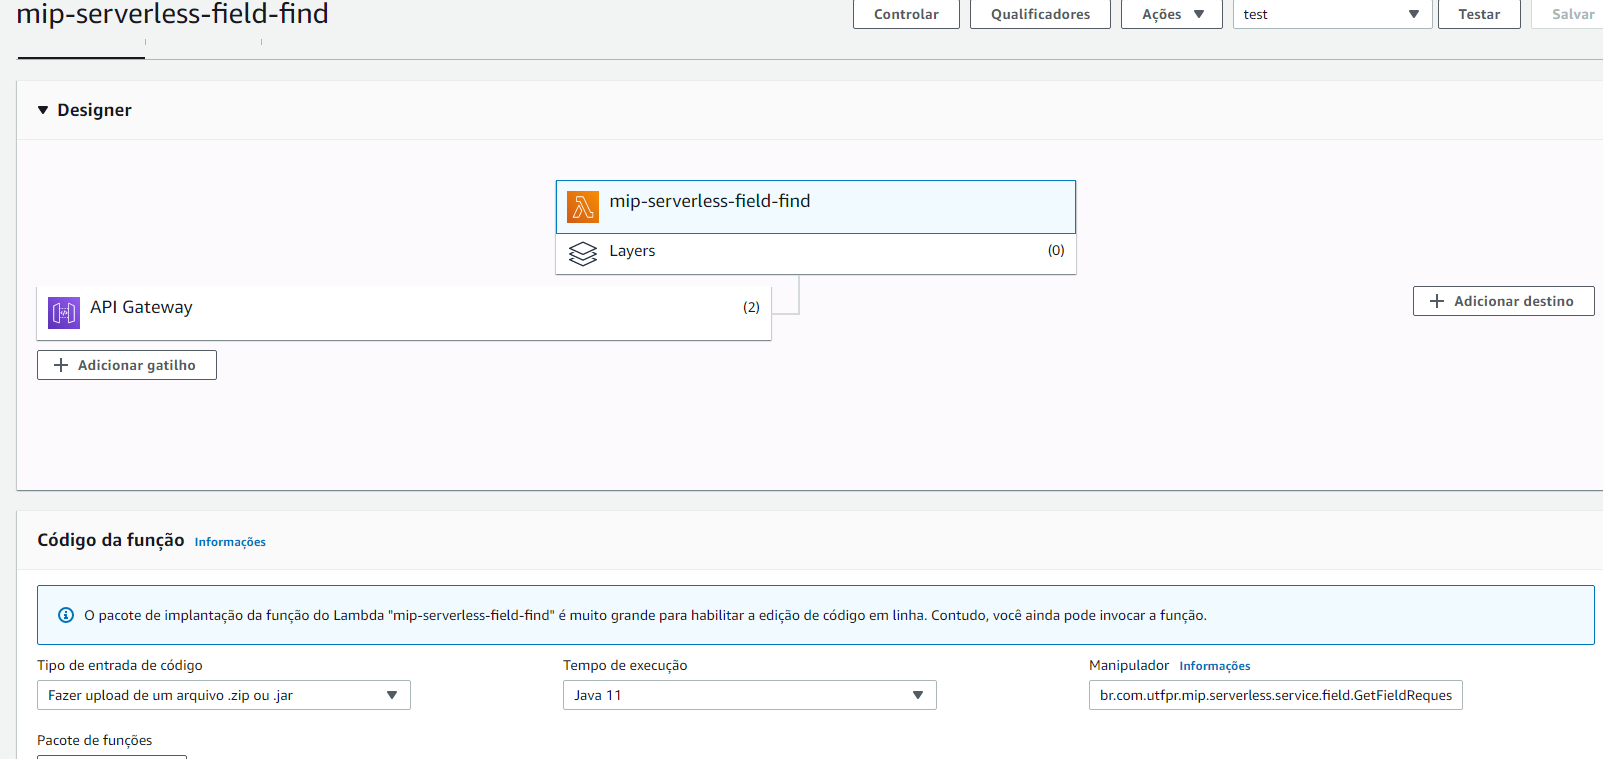 mip-serverless-field-find
Controlar
Qualificadores
Ações
test
Testar
Salvar
Designer
mip-serverless-field-find
Layers
(0)
API Gateway
(2)
Adicionar destino
Adicionar gatilho
Código da função Informações
O pacote de implantação da função do Lambda "mip-serverless-field-find" é muito grande para habilitar a edição de código em linha. Contudo, você ainda pode invocar a função.
Tipo de entrada de código
Tempo de execução
Manipulador Informações
Fazer upload de um arquivo .zip ou .jar
Java 11
br.com.utfpr.mip.serverless.service.field.GetFieldReques
Pacote de funções